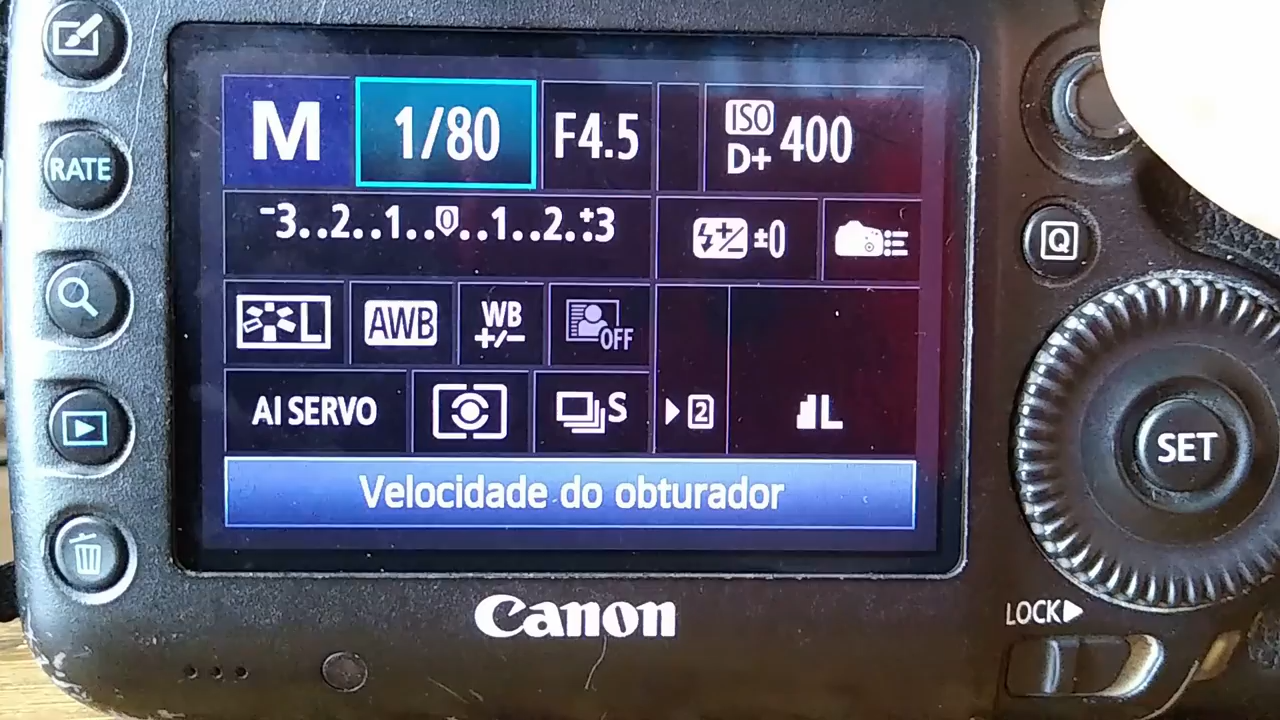 RATE
M 1/80 F4.5 ISO D+ 400
-3..2..1..0..1..2.:+3 ±0
Q
L AWB WB +/- OFF
AI SERVO S 2 L
SET
Velocidade do obturador
Canon
LOCK